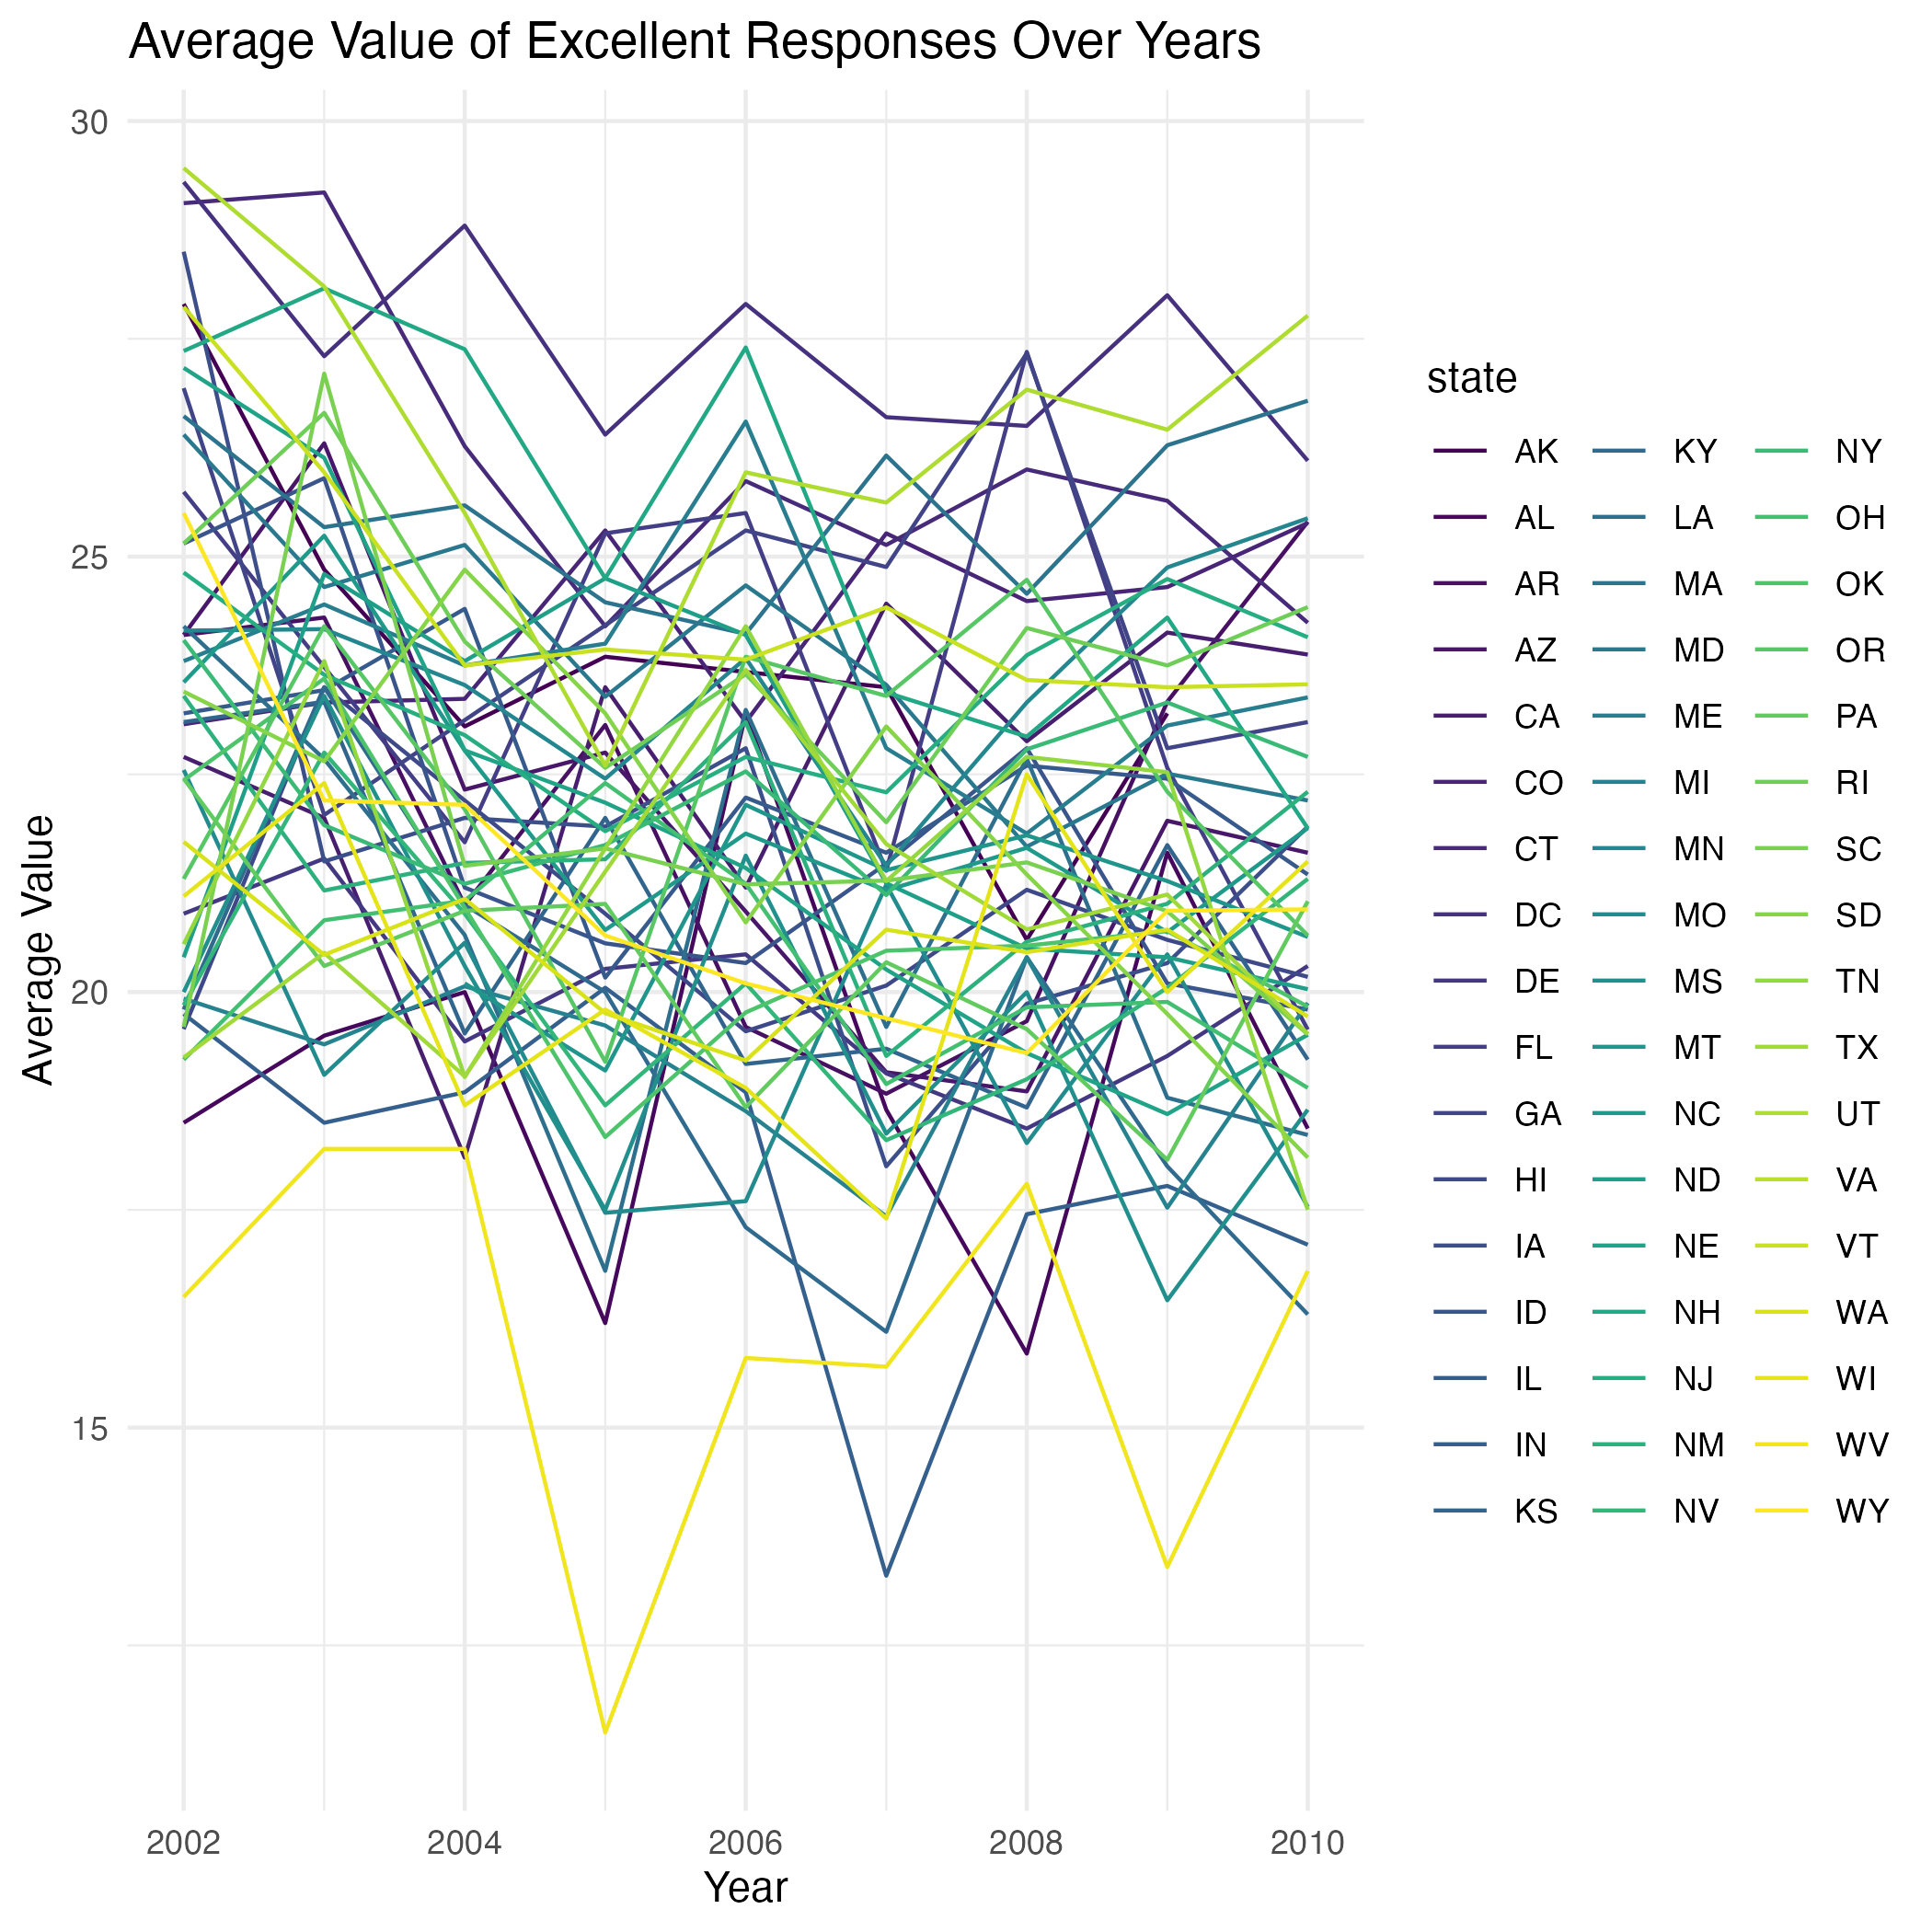 Average Value of Excellent Responses Over Years
30
25
20
15
Average Value
2002 2004 2006 2008 2010
Year
state
AK KY NY
AL LA OH
AR MA OK
AZ MD OR
CA ME PA
CO MI RI
CT MN SC
DC MO SD
DE MS TN
FL MT TX
GA NC UT
HI ND VA
IA NE VT
ID NH WA
IL NJ WI
IN NM WV
KS NV WY